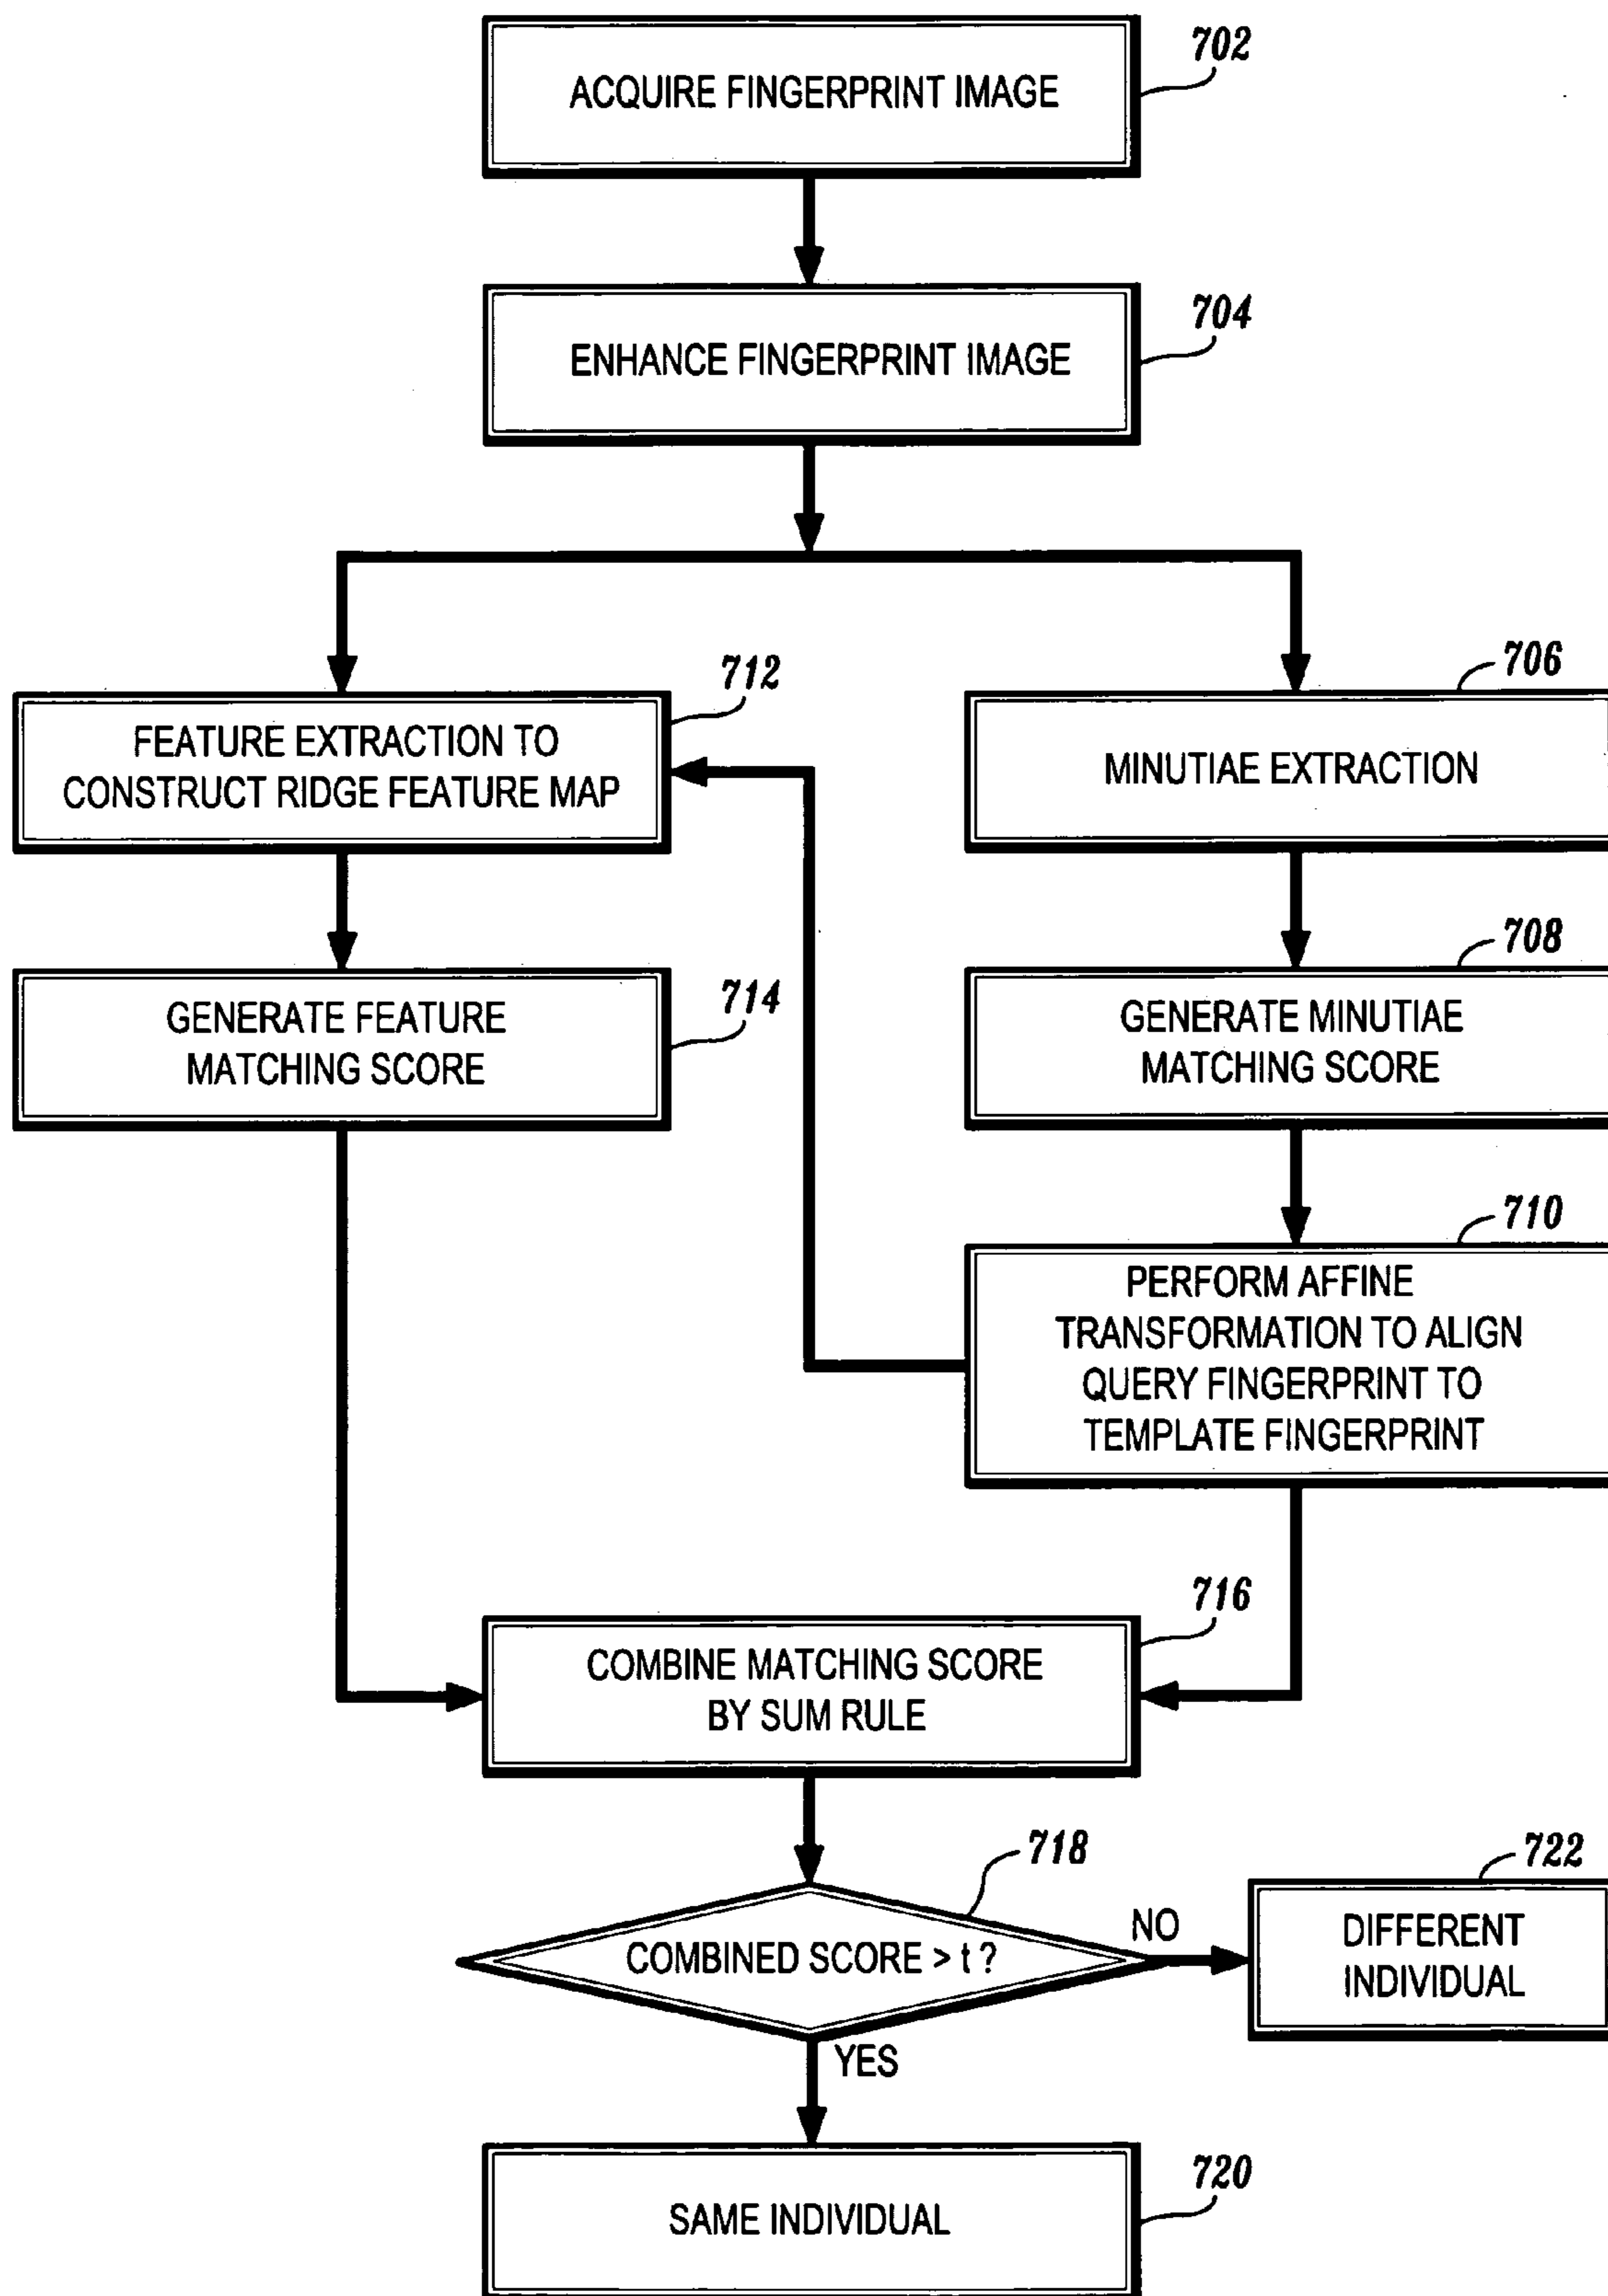 702
ACQUIRE FINGERPRINT IMAGE
704
ENHANCE FINGERPRINT IMAGE
712
FEATURE EXTRACTION TO
CONSTRUCT RIDGE FEATURE MAP
706
MINUTIAE EXTRACTION
714
GENERATE FEATURE
MATCHING SCORE
708
GENERATE MINUTIAE
MATCHING SCORE
710
PERFORM AFFINE
TRANSFORMATION TO ALIGN
QUERY FINGERPRINT TO
TEMPLATE FINGERPRINT
716
COMBINE MATCHING SCORE
BY SUM RULE
718
COMBINED SCORE > t ?
NO
722
DIFFERENT
INDIVIDUAL
YES
720
SAME INDIVIDUAL